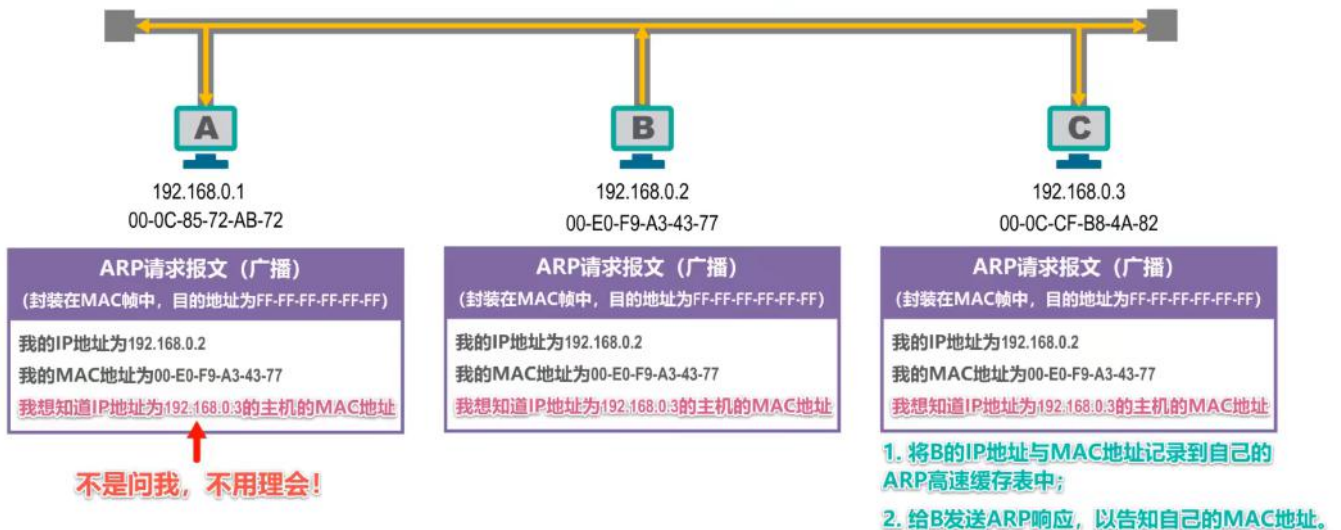 A
B
C
192.168.0.1
00-0C-85-72-AB-72
192.168.0.2
00-E0-F9-A3-43-77
192.168.0.3
00-0C-CF-B8-4A-82
ARP请求报文（广播）
(封装在MAC帧中，目的地址为FF-FF-FF-FF-FF-FF)
我的IP地址为192.168.0.2
我的MAC地址为00-E0-F9-A3-43-77
我想知道IP地址为192.168.0.3的主机的MAC地址
ARP请求报文（广播）
(封装在MAC帧中，目的地址为FF-FF-FF-FF-FF-FF)
我的IP地址为192.168.0.2
我的MAC地址为00-E0-F9-A3-43-77
我想知道IP地址为192.168.0.3的主机的MAC地址
ARP请求报文（广播）
(封装在MAC帧中，目的地址为FF-FF-FF-FF-FF-FF)
我的IP地址为192.168.0.2
我的MAC地址为00-E0-F9-A3-43-77
我想知道IP地址为192.168.0.3的主机的MAC地址
不是问我，不用理会！
1. 将B的IP地址与MAC地址记录到自己的
ARP高速缓存表中；
2. 给B发送ARP响应，以告知自己的MAC地址。